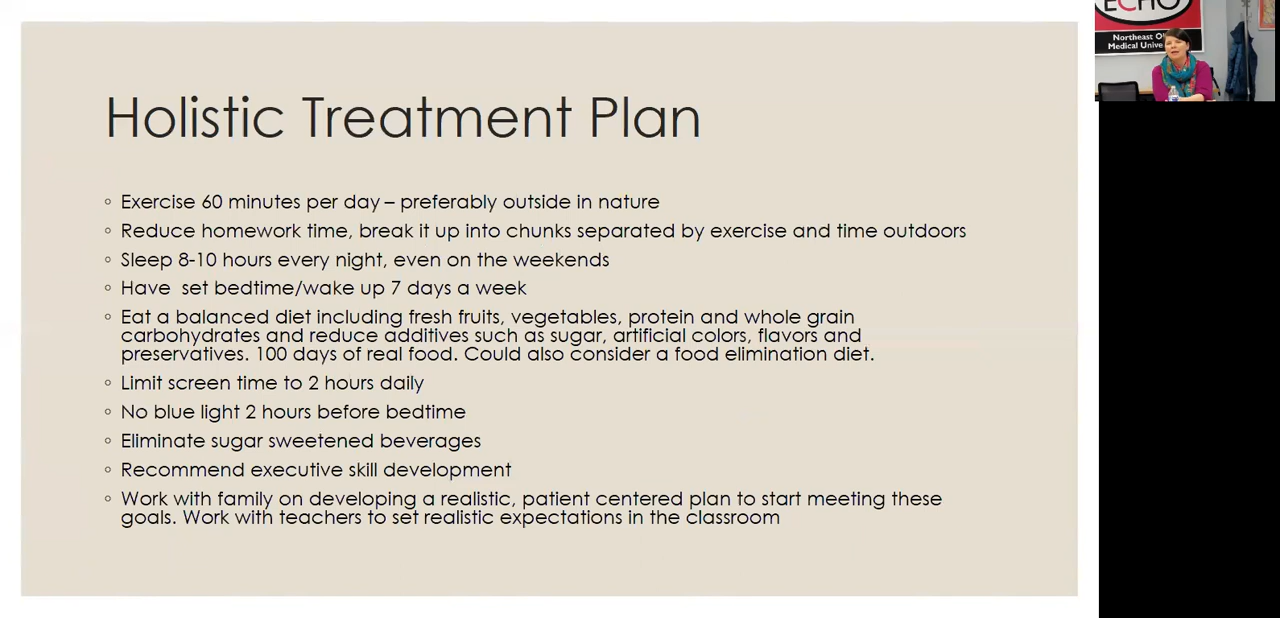 Holistic Treatment Plan
◦ Exercise 60 minutes per day – preferably outside in nature
◦ Reduce homework time, break it up into chunks separated by exercise and time outdoors
◦ Sleep 8-10 hours every night, even on the weekends
◦ Have  set bedtime/wake up 7 days a week
◦ Eat a balanced diet including fresh fruits, vegetables, protein and whole grain
carbohydrates and reduce additives such as sugar, artificial colors, flavors and
preservatives. 100 days of real food. Could also consider a food elimination diet.
◦ Limit screen time to 2 hours daily
◦ No blue light 2 hours before bedtime
◦ Eliminate sugar sweetened beverages
◦ Recommend executive skill development
◦ Work with family on developing a realistic, patient centered plan to start meeting these
goals. Work with teachers to set realistic expectations in the classroom
ECHO
Northeast
Medical